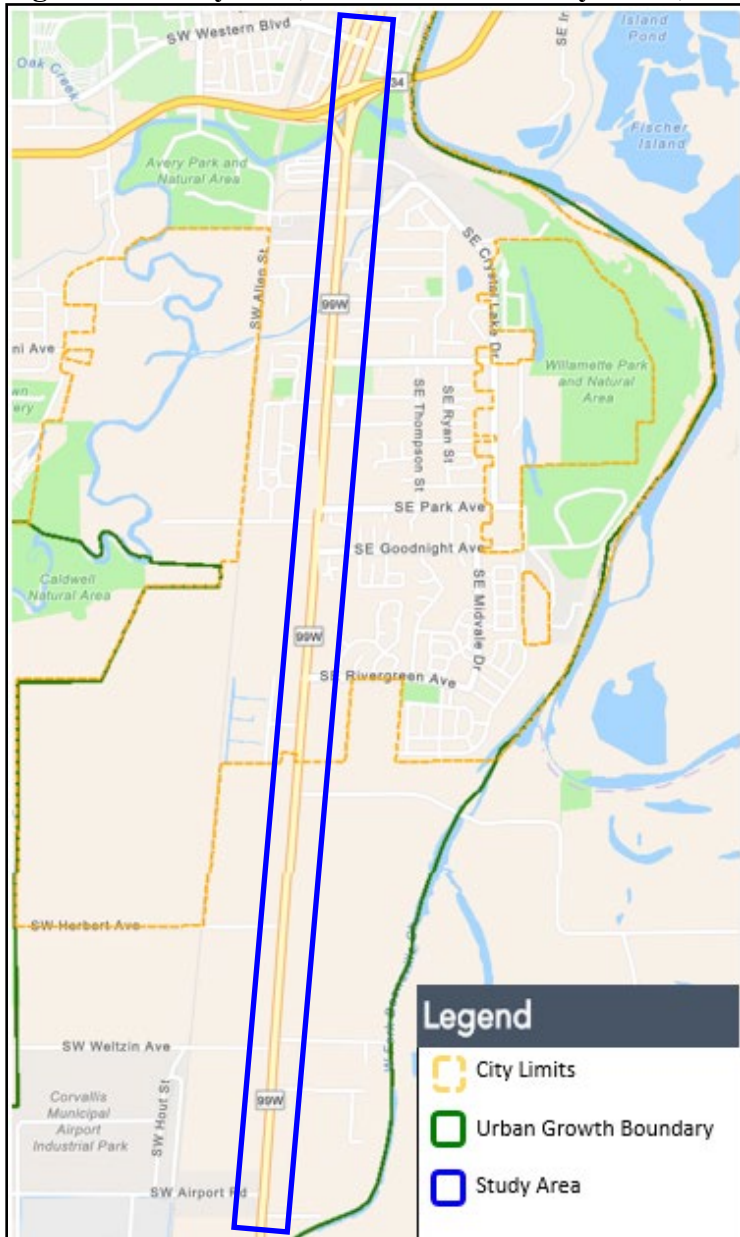 SW Western Blvd
Oak Creek
34
Island
Pond
Fischer
Island
Avery Park and
Natural Area
SE Crystal Lake Dr
SW Allen St
99W
ni Ave
Willamette Park
and Natural
Area
SE Thompson St
SE Ryan St
SE Park Ave
SE Goodnight Ave
Caldwell
Natural Area
99W
SE Midvale Dr
SE Rivergreen Ave
SW Herbert Ave
SW Weltzin Ave
Corvallis
Municipal
Airport
Industrial Park
SW Hout St
99W
SW Airport Rd
Legend
City Limits
Urban Growth Boundary
Study Area